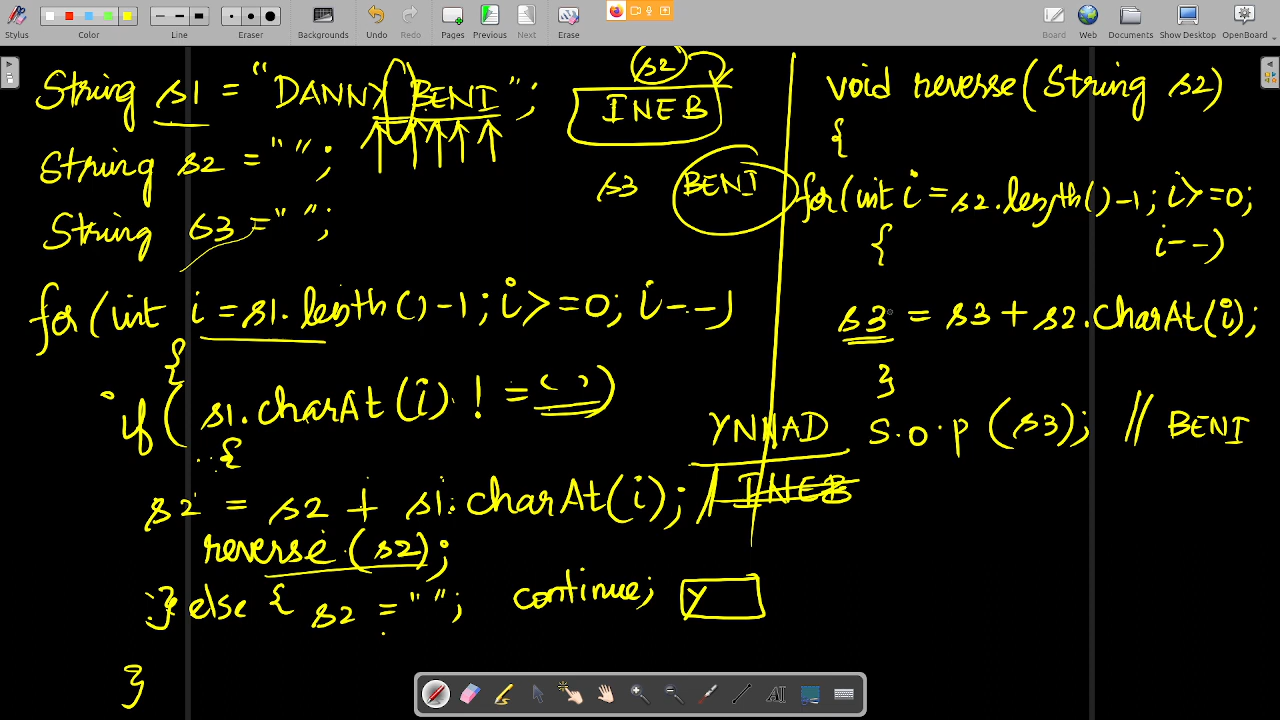 Stylus Color Line Eraser Backgrounds Undo Redo Pages Previous Next Erase Board Web Documents Show Desktop OpenBoard
String s1 = "DANNY BENI";
String s2 = "";
String s3 = "";
for (int i = s1.length()-1; i>=0; i--)
{
if (s1.charAt(i) != ' ')
{
s2 = s2 + s1.charAt(i); // INEB
reverse (s2);
} else { s2 = ""; continue;
}
s2
INEB
s3 BENI
YNNAD
Y
void reverse(String s2)
{
for(int i = s2.length()-1; i>=0;
i--)
{
s3 = s3 + s2.charAt(i);
}
S.O.P (s3); // BENI
AI